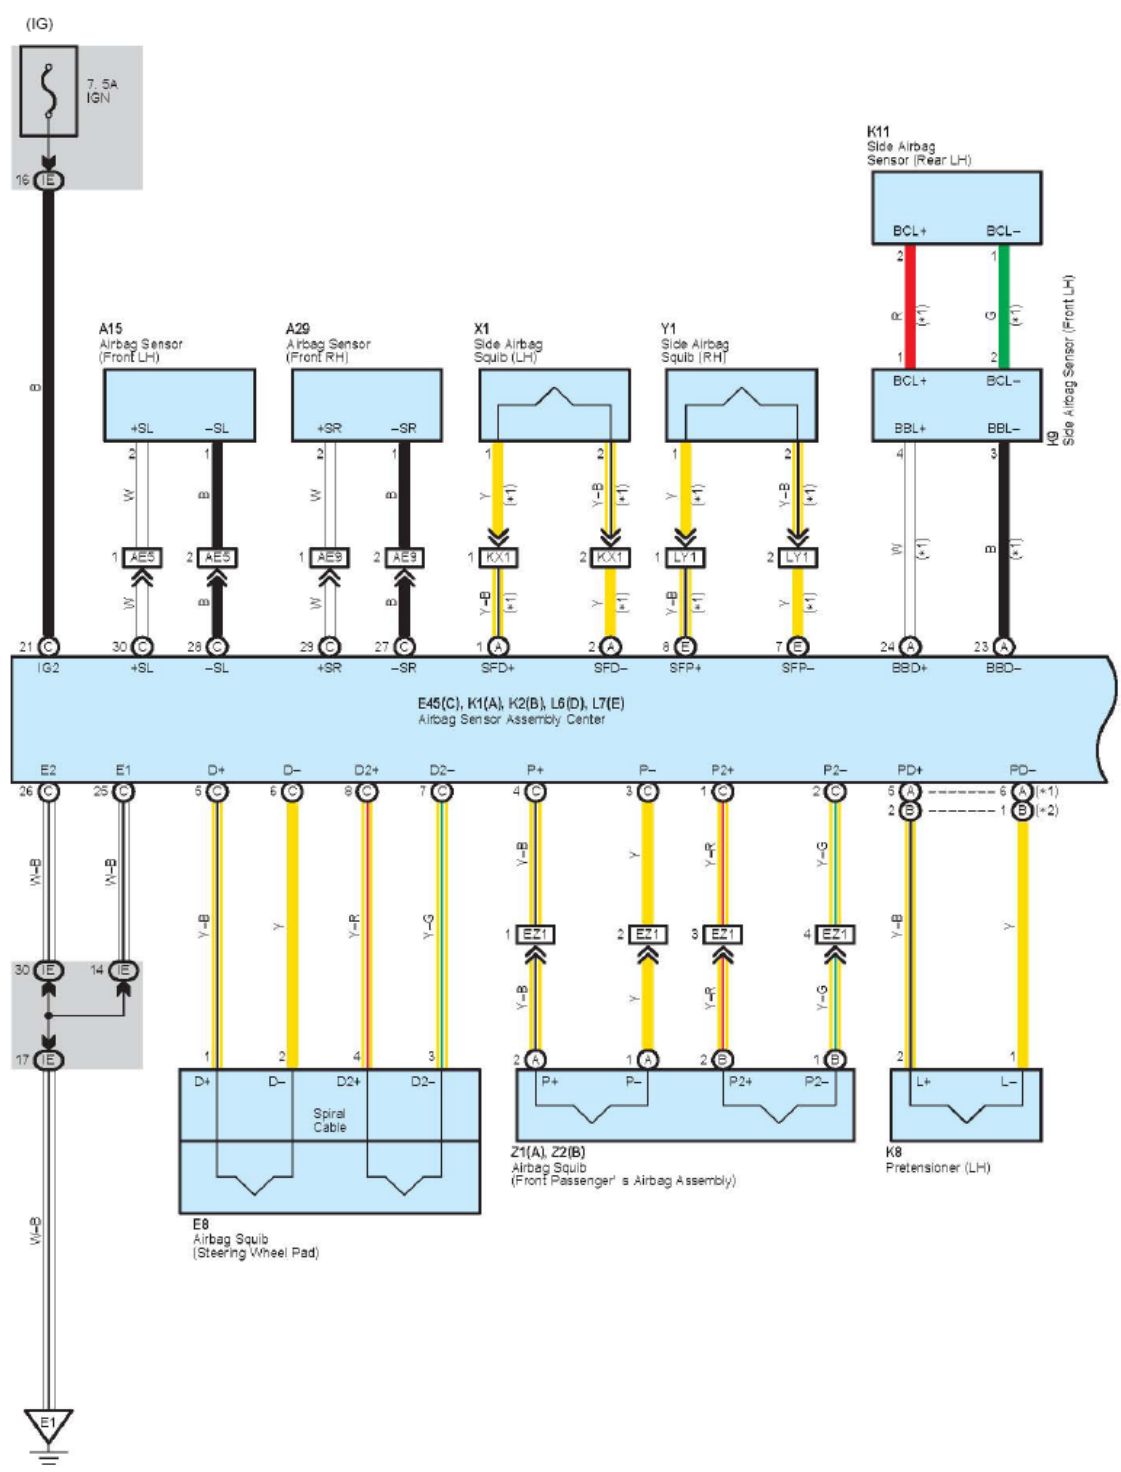 (IG)
7. 5A
IGN
16 IE
K11
Side Airbag
Sensor (Rear LH)
BCL+ BCL−
2 1
R (*1) G (*1)
1 2
BCL+ BCL−
BBL+ BBL−
4 3
K9
Side Airbag Sensor (Front LH)
A15
Airbag Sensor
(Front LH)
A29
Airbag Sensor
(Front RH)
X1
Side Airbag
Squib (LH)
Y1
Side Airbag
Squib (RH)
+SL −SL +SR −SR
2 1 2 1 1 2 1 2
B
W B W B Y (*1) Y−B (*1) Y (*1) Y−B (*1)
1 AE5 2 AE5 1 AE9 2 AE9 1 KX1 2 KX1 1 LY1 2 LY1
W B W B Y−B (*1) Y (*1) Y−B (*1) Y (*1) W (*1) B (*1)
21 C 30 C 28 C 29 C 27 C 1 A 2 A 8 E 7 E 24 A 23 A
IG2 +SL −SL +SR −SR SFD+ SFD− SFP+ SFP− BBD+ BBD−
E45(C), K1(A), K2(B), L6(D), L7(E)
Airbag Sensor Assembly Center
E2 E1 D+ D− D2+ D2− P+ P− P2+ P2− PD+ PD−
26 C 25 C 5 C 6 C 8 C 7 C 4 C 3 C 1 C 2 C 5 A 6 A (*1)
2 B 1 B (*2)
W−B W−B Y−B Y Y−R Y−G
Y−B Y Y−R Y−G Y−B Y
1 EZ1 2 EZ1 3 EZ1 4 EZ1
Y−B Y Y−R Y−G
30 IE 14 IE
17 IE
1 2 4 3 2 A 1 A 2 B 1 B 2 1
D+ D− D2+ D2− P+ P− P2+ P2− L+ L−
Spiral
Cable
Z1(A), Z2(B)
Airbag Squib
(Front Passenger' s Airbag Assembly)
K8
Pretensioner (LH)
E8
Airbag Squib
(Steering Wheel Pad)
W−B
E1